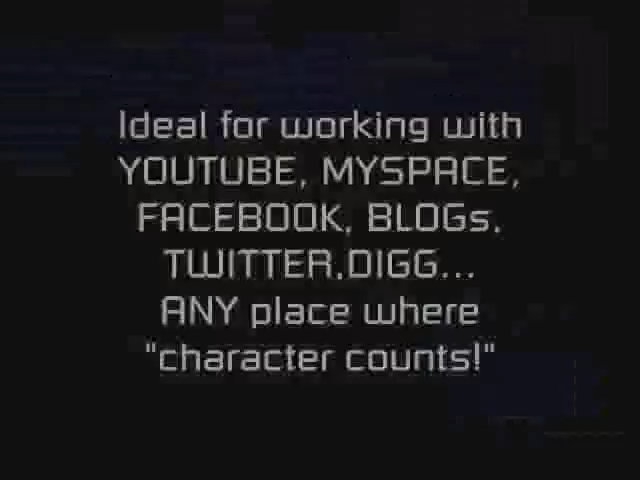 Ideal for working with
YOUTUBE, MYSPACE,
FACEBOOK, BLOGs,
TWITTER,DIGG...
ANY place where
"character counts!"